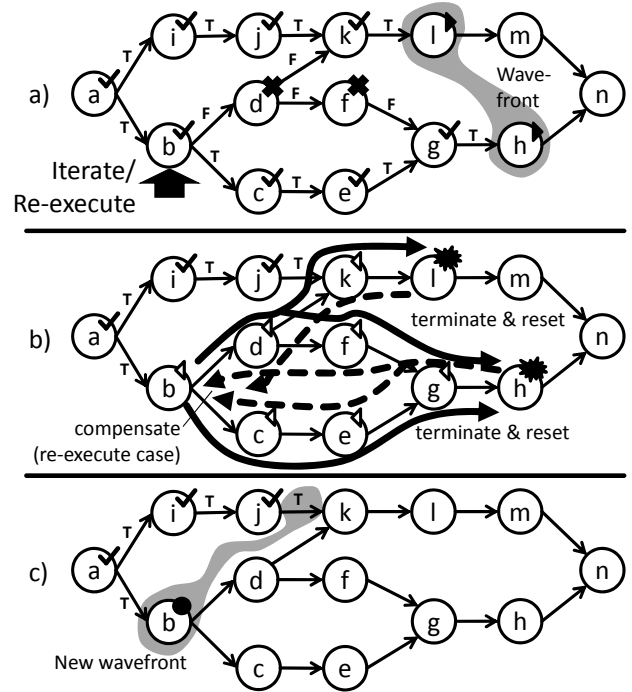 i T j T k T l m
T
F
Wave-
front
a) a d F f F n
T F
b g T h
T
Iterate/
Re-execute
c T e T
b)
i T j T k l m
T
terminate & reset
a d f n
T
b g h
compensate
(re-execute case)
c e
terminate & reset
c)
i T j T k l m
T
a d f n
T
b g h
New wavefront
c e